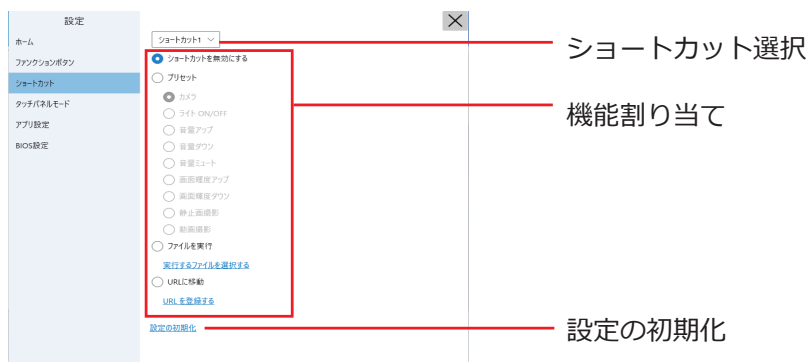 設定
ホーム
ファンクションボタン
ショートカット
タッチパネルモード
アプリ設定
BIOS設定
ショートカット1
ショートカットを無効にする
プリセット
カメラ
ライト ON/OFF
音量アップ
音量ダウン
音量ミュート
画面輝度アップ
画面輝度ダウン
静止画撮影
動画撮影
ファイルを実行
実行するファイルを選択する
URLに移動
URL を登録する
設定の初期化
ショートカット選択
機能割り当て
設定の初期化